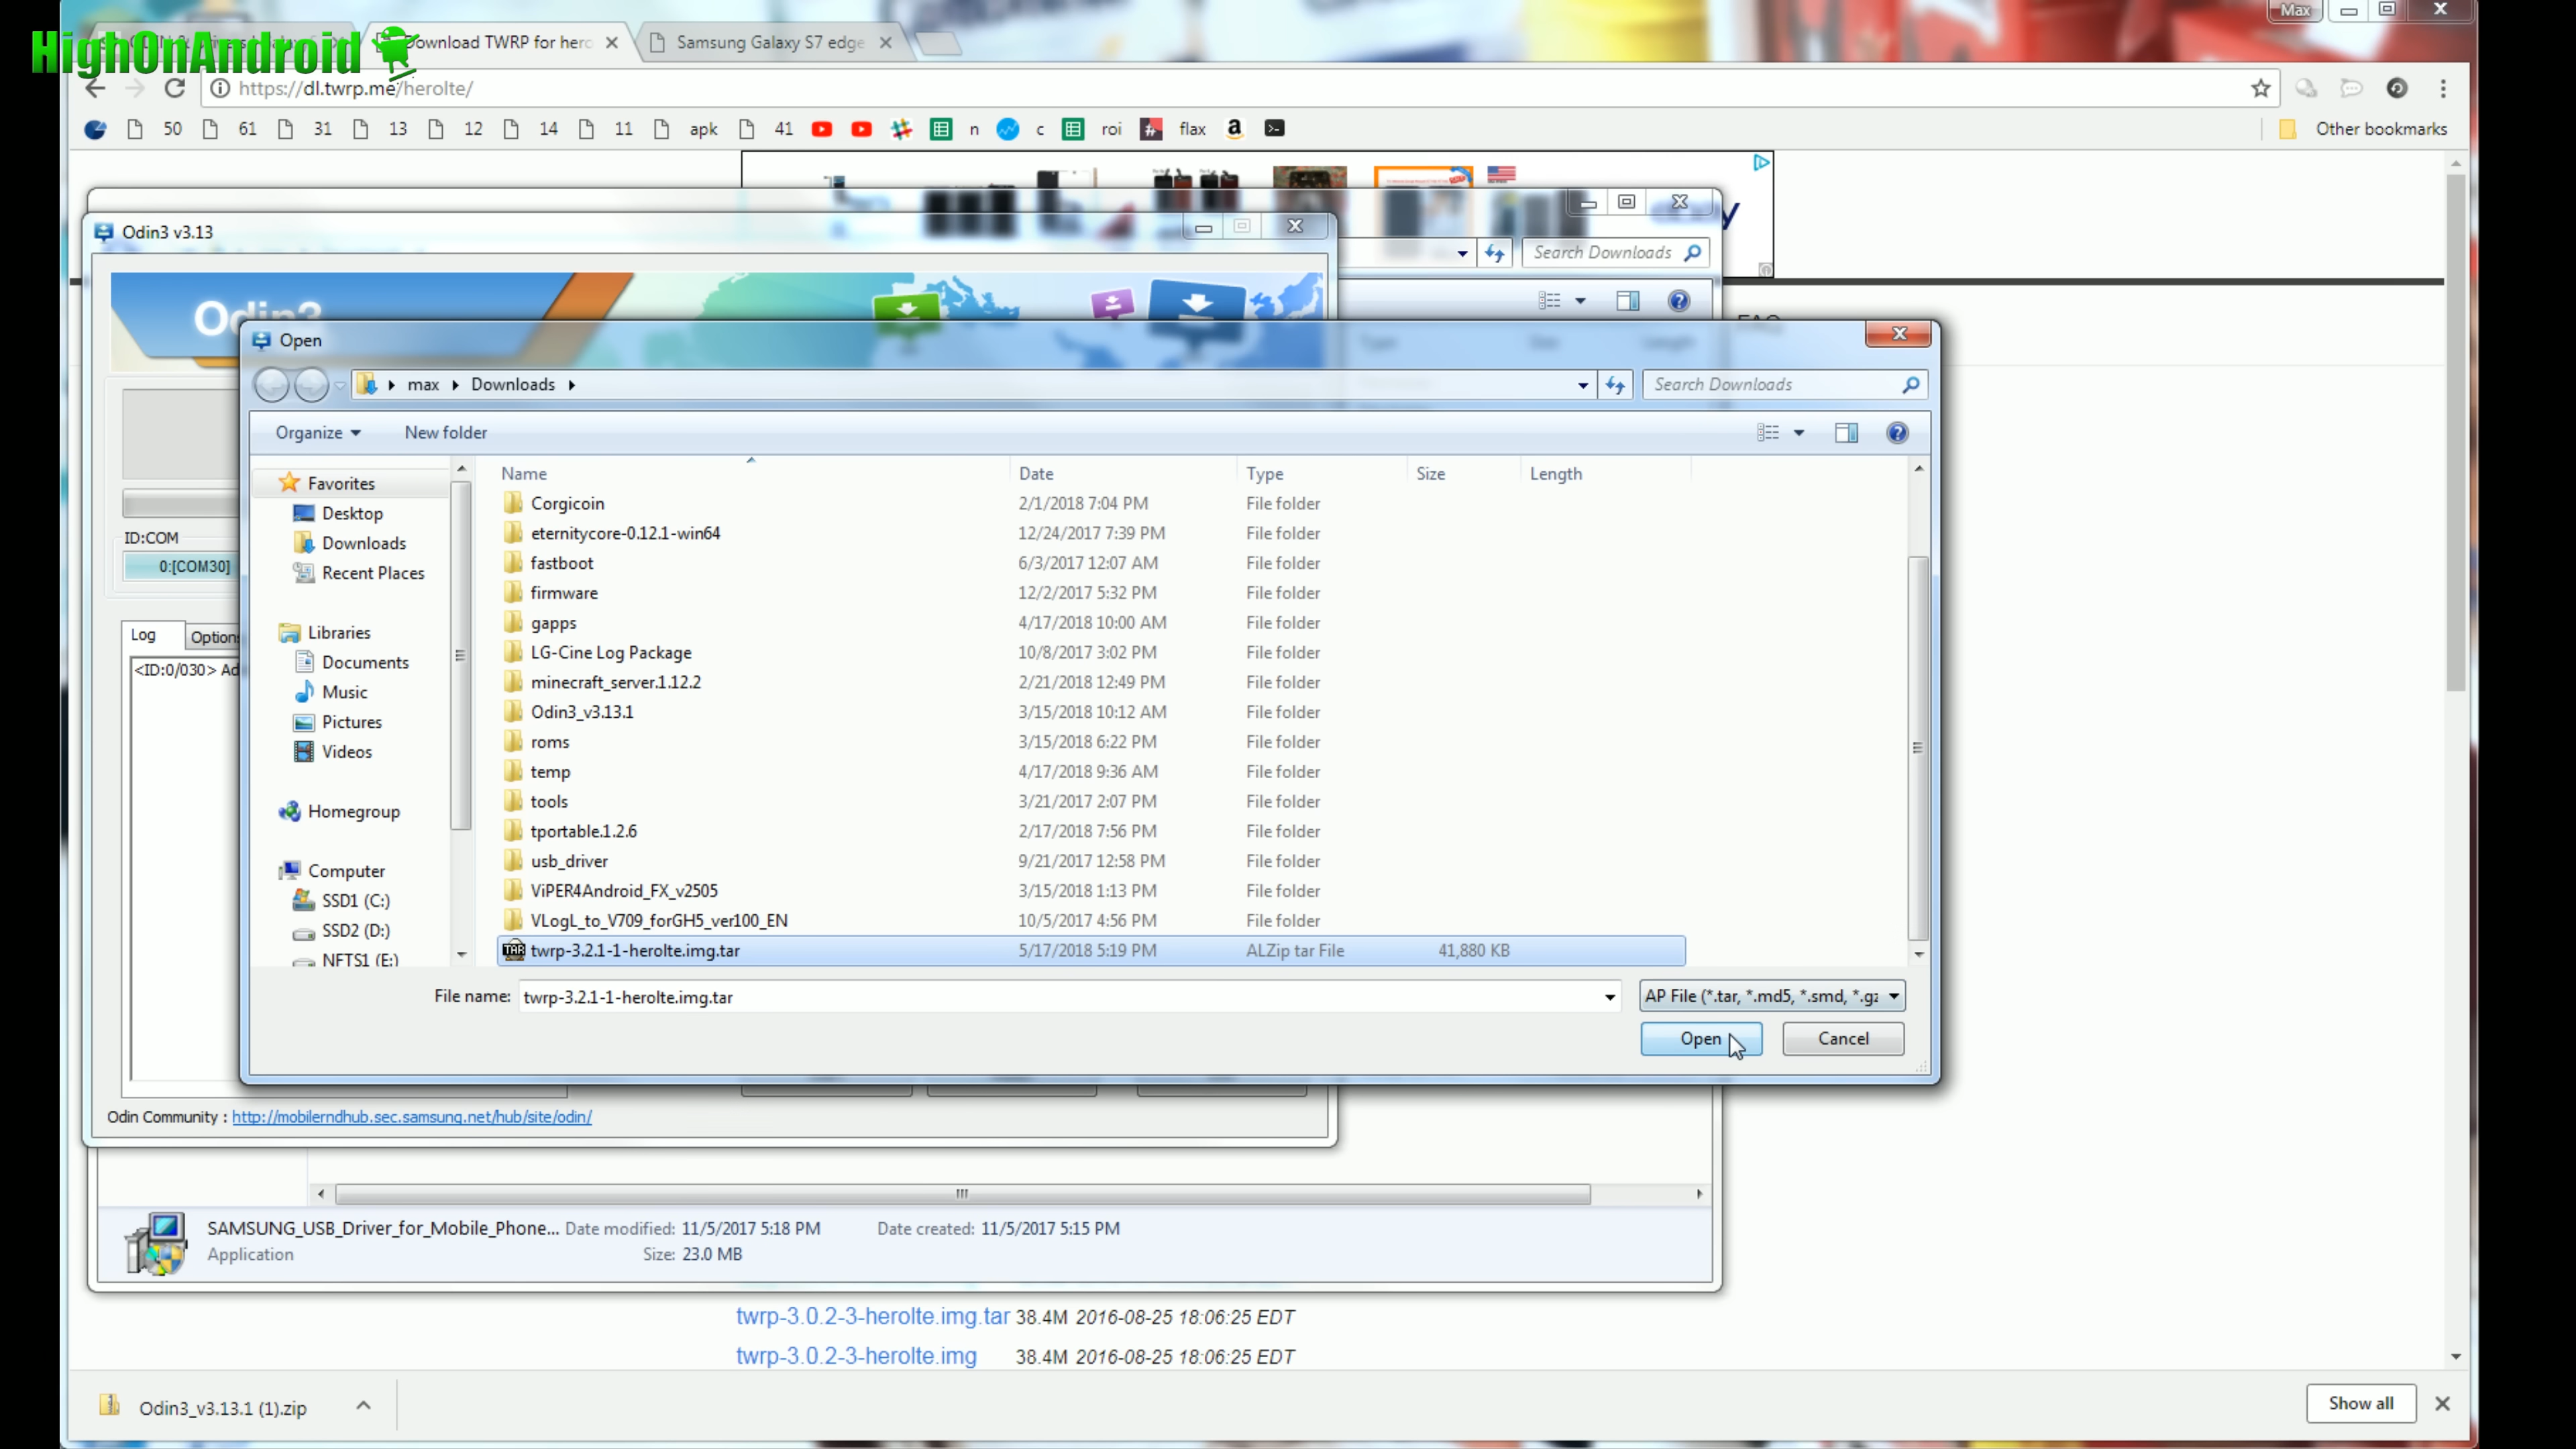 HighOnAndroid
Download TWRP for hero
Samsung Galaxy S7 edge
Max
https://dl.twrp.me/herolte/
50 61 31 13 12 14 11 apk 41 n c roi flax Other bookmarks
Odin3 v3.13
Search Downloads
Odin3
FAQ
Open
max Downloads
Search Downloads
Organize New folder
Name Date Type Size Length
Favorites
Desktop
Downloads
Recent Places
Libraries
Documents
Music
Pictures
Videos
Homegroup
Computer
SSD1 (C:)
SSD2 (D:)
NFTS1 (E:)
Corgicoin 2/1/2018 7:04 PM File folder
eternitycore-0.12.1-win64 12/24/2017 7:39 PM File folder
fastboot 6/3/2017 12:07 AM File folder
firmware 12/2/2017 5:32 PM File folder
gapps 4/17/2018 10:00 AM File folder
LG-Cine Log Package 10/8/2017 3:02 PM File folder
minecraft_server.1.12.2 2/21/2018 12:49 PM File folder
Odin3_v3.13.1 3/15/2018 10:12 AM File folder
roms 3/15/2018 6:22 PM File folder
temp 4/17/2018 9:36 AM File folder
tools 3/21/2017 2:07 PM File folder
tportable.1.2.6 2/17/2018 7:56 PM File folder
usb_driver 9/21/2017 12:58 PM File folder
ViPER4Android_FX_v2505 3/15/2018 1:13 PM File folder
VLogL_to_V709_forGH5_ver100_EN 10/5/2017 4:56 PM File folder
twrp-3.2.1-1-herolte.img.tar 5/17/2018 5:19 PM ALZip tar File 41,880 KB
File name: twrp-3.2.1-1-herolte.img.tar AP File (*.tar, *.md5, *.smd, *.gz
Open Cancel
ID:COM
0:[COM30]
Log Options
<ID:0/030> Ad
Odin Community : http://mobilerndhub.sec.samsung.net/hub/site/odin/
SAMSUNG_USB_Driver_for_Mobile_Phone... Date modified: 11/5/2017 5:18 PM Date created: 11/5/2017 5:15 PM
Application Size: 23.0 MB
twrp-3.0.2-3-herolte.img.tar 38.4M 2016-08-25 18:06:25 EDT
twrp-3.0.2-3-herolte.img 38.4M 2016-08-25 18:06:25 EDT
Odin3_v3.13.1 (1).zip
Show all